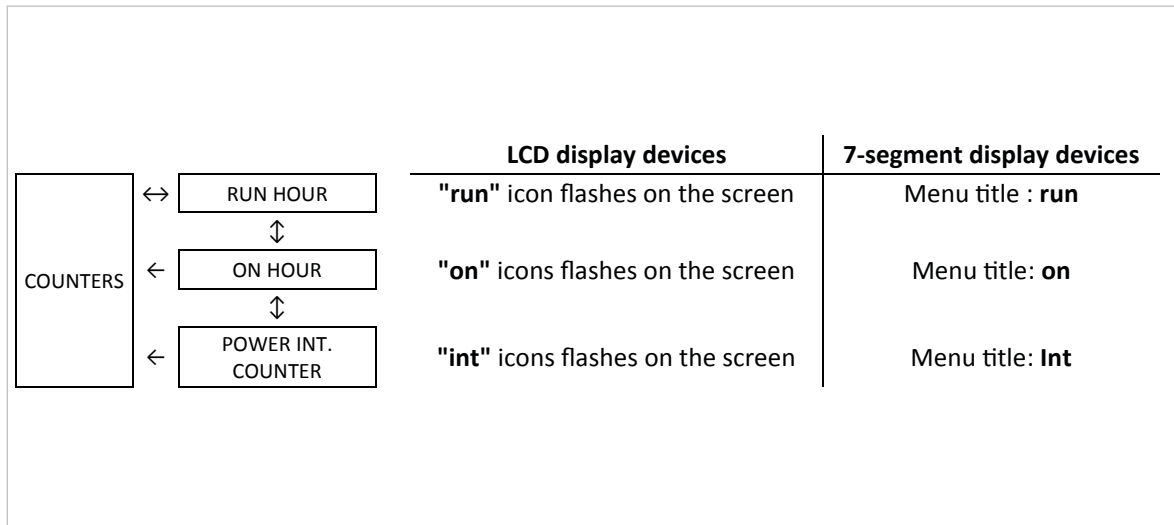 LCD display devices 7-segment display devices
COUNTERS ↔ RUN HOUR "run" icon flashes on the screen Menu title : run
↕
← ON HOUR "on" icons flashes on the screen Menu title: on
↕
← POWER INT.
COUNTER "int" icons flashes on the screen Menu title: Int